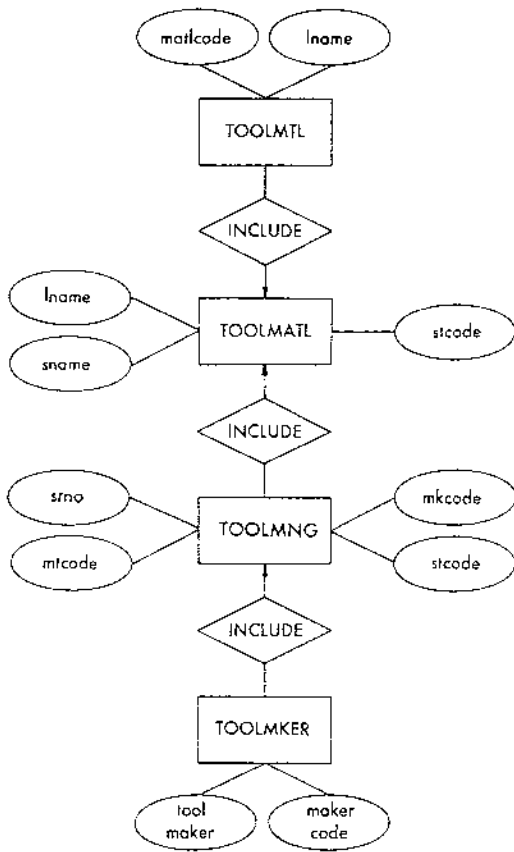 matlcode
lname
TOOLMTL
INCLUDE
lname
TOOLMATL
stcode
sname
INCLUDE
srno
mkcode
TOOLMNG
mtcode
stcode
INCLUDE
TOOLMKER
tool
maker
maker
code